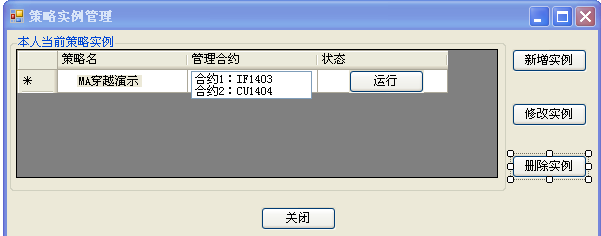 策略实例管理
本人当前策略实例
策略名 管理合约 状态
新增实例
MA穿越演示
合约1：IF1403
合约2：CU1404
运行
修改实例
删除实例
关闭